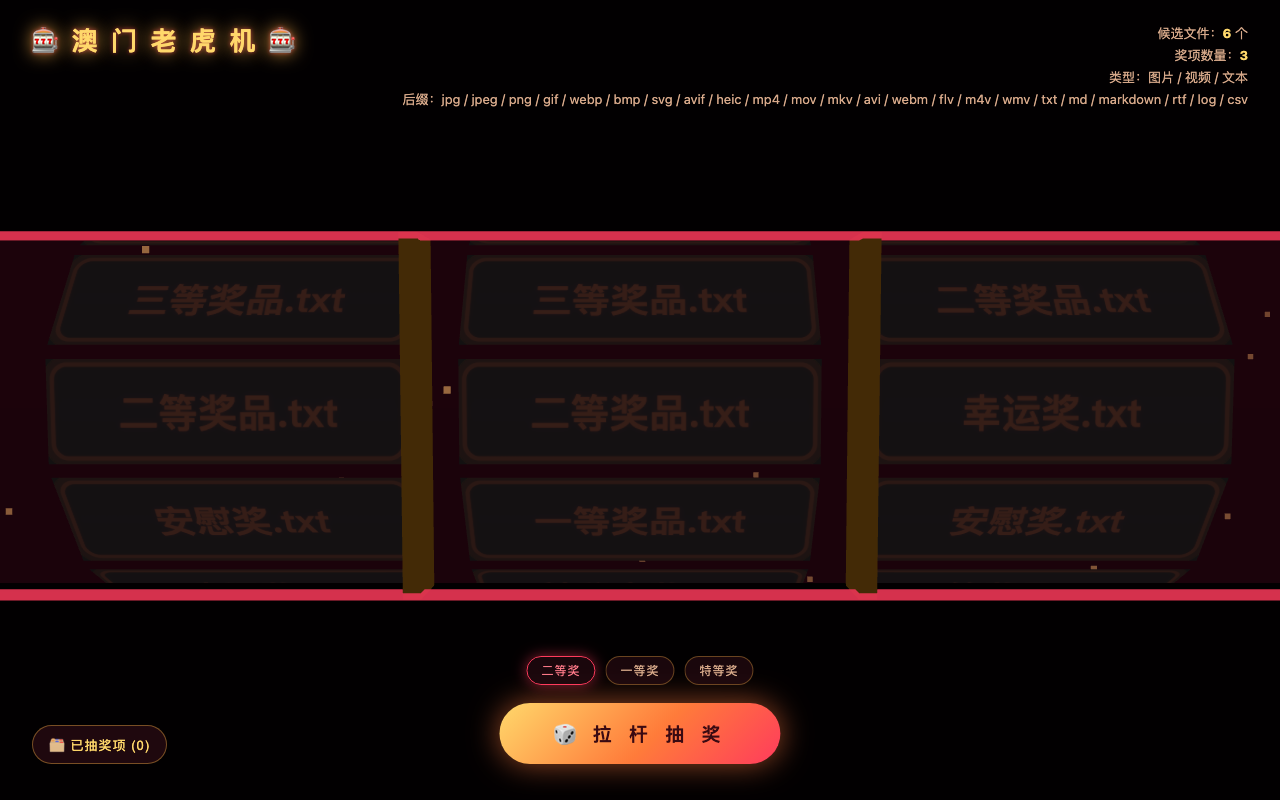 🎰 澳门老虎机 🎰
候选文件: 6 个
奖项数量: 3
类型: 图片 / 视频 / 文本
后缀: jpg / jpeg / png / gif / webp / bmp / svg / avif / heic / mp4 / mov / mkv / avi / webm / flv / m4v / wmv / txt / md / markdown / rtf / log / csv
三等奖品.txt 三等奖品.txt 二等奖品.txt
二等奖品.txt 二等奖品.txt 幸运奖.txt
安慰奖.txt 一等奖品.txt 安慰奖.txt
二等奖 一等奖 特等奖
🎲 拉杆抽奖
已抽奖项 (0)